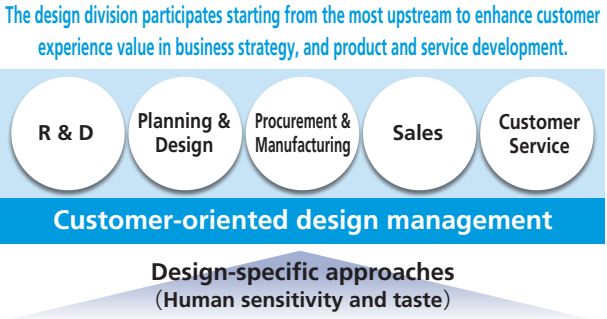 The design division participates starting from the most upstream to enhance customer
experience value in business strategy, and product and service development.
R & D
Planning &
Design
Procurement &
Manufacturing
Sales
Customer
Service
Customer-oriented design management
Design-specific approaches
（Human sensitivity and taste）